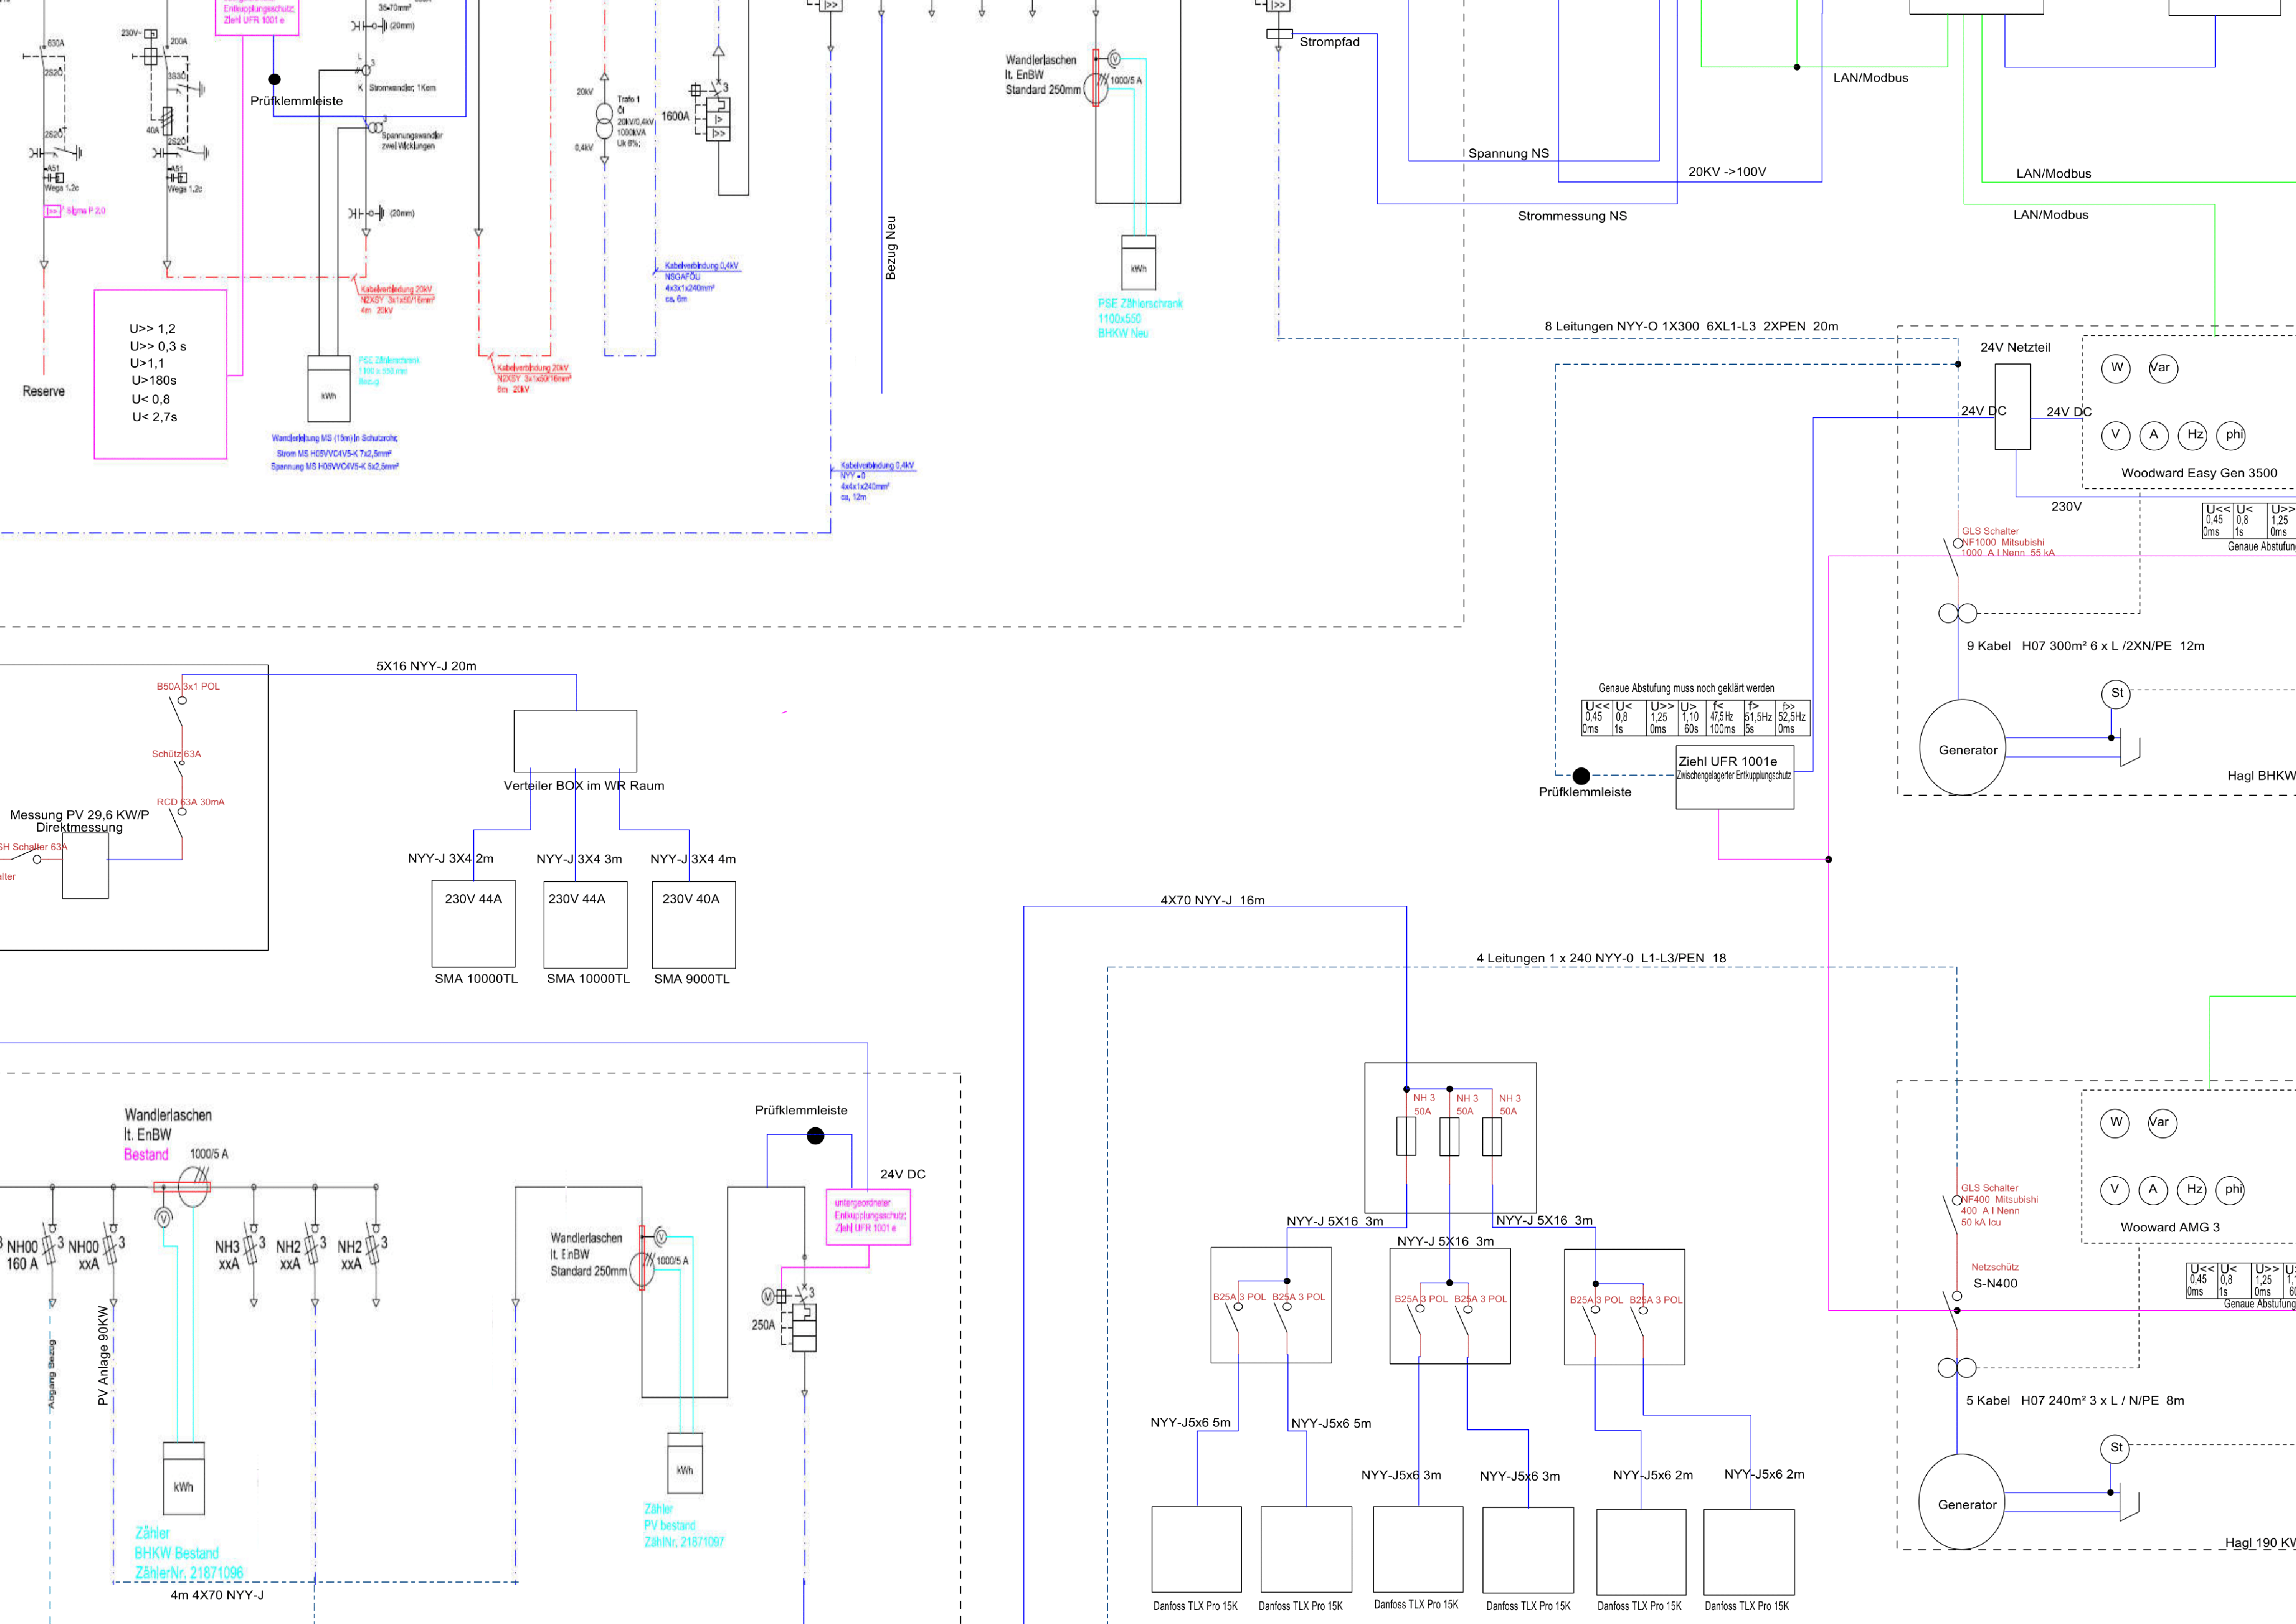 35-70mm²
Entkupplungsschutz;
Ziehl UFR 1001 e
(20mm)
230V~
630A
200A
2S2Ö
3S3Ö
L
3
K
Stromwandler; 1Kern
Prüfklemmleiste
40A
2S2Ö
2S2Ö
3
Spannungswandler
zwei Wicklungen
A51
Wega 1.2c
A51
Wega 1.2c
I>> Sigma P 2.0
(20mm)
20kV
Trafo 1
Öl
20kV/0,4kV
1000kVA
Uk 6%;
0,4kV
1600A
3
I>
I>>
I>>
I>>
Strompfad
Wandlerlaschen
lt. EnBW
Standard 250mm
V
1000/5 A
kWh
PSE Zählerschrank
1100x550
BHKW Neu
Bezug Neu
Kabelverbindung 20kV
N2XSY 3x1x50/16mm²
4m 20kV
Kabelverbindung 0,4kV
NSGAFÖU
4x3x1x240mm²
ca. 6m
Kabelverbindung 20kV
N2XSY 3x1x50/16mm²
6m 20kV
Reserve
U>> 1,2
U>> 0,3 s
U>1,1
U>180s
U< 0,8
U< 2,7s
kWh
PSE Zählerschrank
1100 x 550 mm
Bezug
Wandlerleitung MS (15m) in Schutzrohr;
Strom MS H05VVC4V5-K 7x2,5mm²
Spannung MS H05VVC4V5-K 5x2,5mm²
Kabelverbindung 0,4kV
NYY -0
4x4x1x240mm²
ca. 12m
Spannung NS
20KV ->100V
Strommessung NS
LAN/Modbus
LAN/Modbus
LAN/Modbus
8 Leitungen NYY-O 1X300 6XL1-L3 2XPEN 20m
24V Netzteil
24V DC
24V DC
W
Var
V
A
Hz
phi
Woodward Easy Gen 3500
230V
U<< U< U>>
0,45 0,8 1,25
0ms 1s 0ms
Genaue Abstufun
GLS Schalter
NF1000 Mitsubishi
1000 A I Nenn 55 kA
9 Kabel H07 300m² 6 x L /2XN/PE 12m
St
Generator
Hagl BHKW
Genaue Abstufung muss noch geklärt werden
U<< U< U>> U> f< f> f>>
0,45 0,8 1,25 1,10 47,5 Hz 51,5Hz 52,5Hz
0ms 1s 0ms 60s 100ms 5s 0ms
Ziehl UFR 1001e
Zwischengelagerter Entkupplungschutz
Prüfklemmleiste
5X16 NYY-J 20m
B50A 3x1 POL
Schütz 63A
RCD 63A 30mA
Messung PV 29,6 KW/P
Direktmessung
SH Schalter 63A
alter
Verteiler BOX im WR Raum
NYY-J 3X4 2m
NYY-J 3X4 3m
NYY-J 3X4 4m
230V 44A
230V 44A
230V 40A
SMA 10000TL
SMA 10000TL
SMA 9000TL
4X70 NYY-J 16m
4 Leitungen 1 x 240 NYY-0 L1-L3/PEN 18
NH 3
50A
NH 3
50A
NH 3
50A
NYY-J 5X16 3m
NYY-J 5X16 3m
NYY-J 5X16 3m
B25A 3 POL
B25A 3 POL
B25A 3 POL
B25A 3 POL
B25A 3 POL
B25A 3 POL
NYY-J5x6 5m
NYY-J5x6 5m
NYY-J5x6 3m
NYY-J5x6 3m
NYY-J5x6 2m
NYY-J5x6 2m
Danfoss TLX Pro 15K
Danfoss TLX Pro 15K
Danfoss TLX Pro 15K
Danfoss TLX Pro 15K
Danfoss TLX Pro 15K
Danfoss TLX Pro 15K
Wandlerlaschen
lt. EnBW
Bestand
1000/5 A
V
3
NH00
160 A
3
NH00
xxA
3
NH3
xxA
3
NH2
xxA
3
NH2
xxA
3
Abgang Bezug
PV Anlage 90KW
kWh
Zähler
BHKW Bestand
ZählerNr. 21871096
4m 4X70 NYY-J
Wandlerlaschen
lt. EnBW
Standard 250mm
V
1000/5 A
kWh
Zähler
PV bestand
ZählNr. 21871097
Prüfklemmleiste
24V DC
untergeordneter
Entkupplungsschutz;
Ziehl UFR 1001 e
M
3
250A
W
Var
V
A
Hz
phi
Wooward AMG 3
GLS Schalter
NF400 Mitsubishi
400 A I Nenn
50 kA Icu
Netzschütz
S-N400
U<< U< U>>
0,45 0,8 1,25
0ms 1s 0ms
Genaue Abstufung
5 Kabel H07 240m² 3 x L / N/PE 8m
St
Generator
Hagl 190 KW